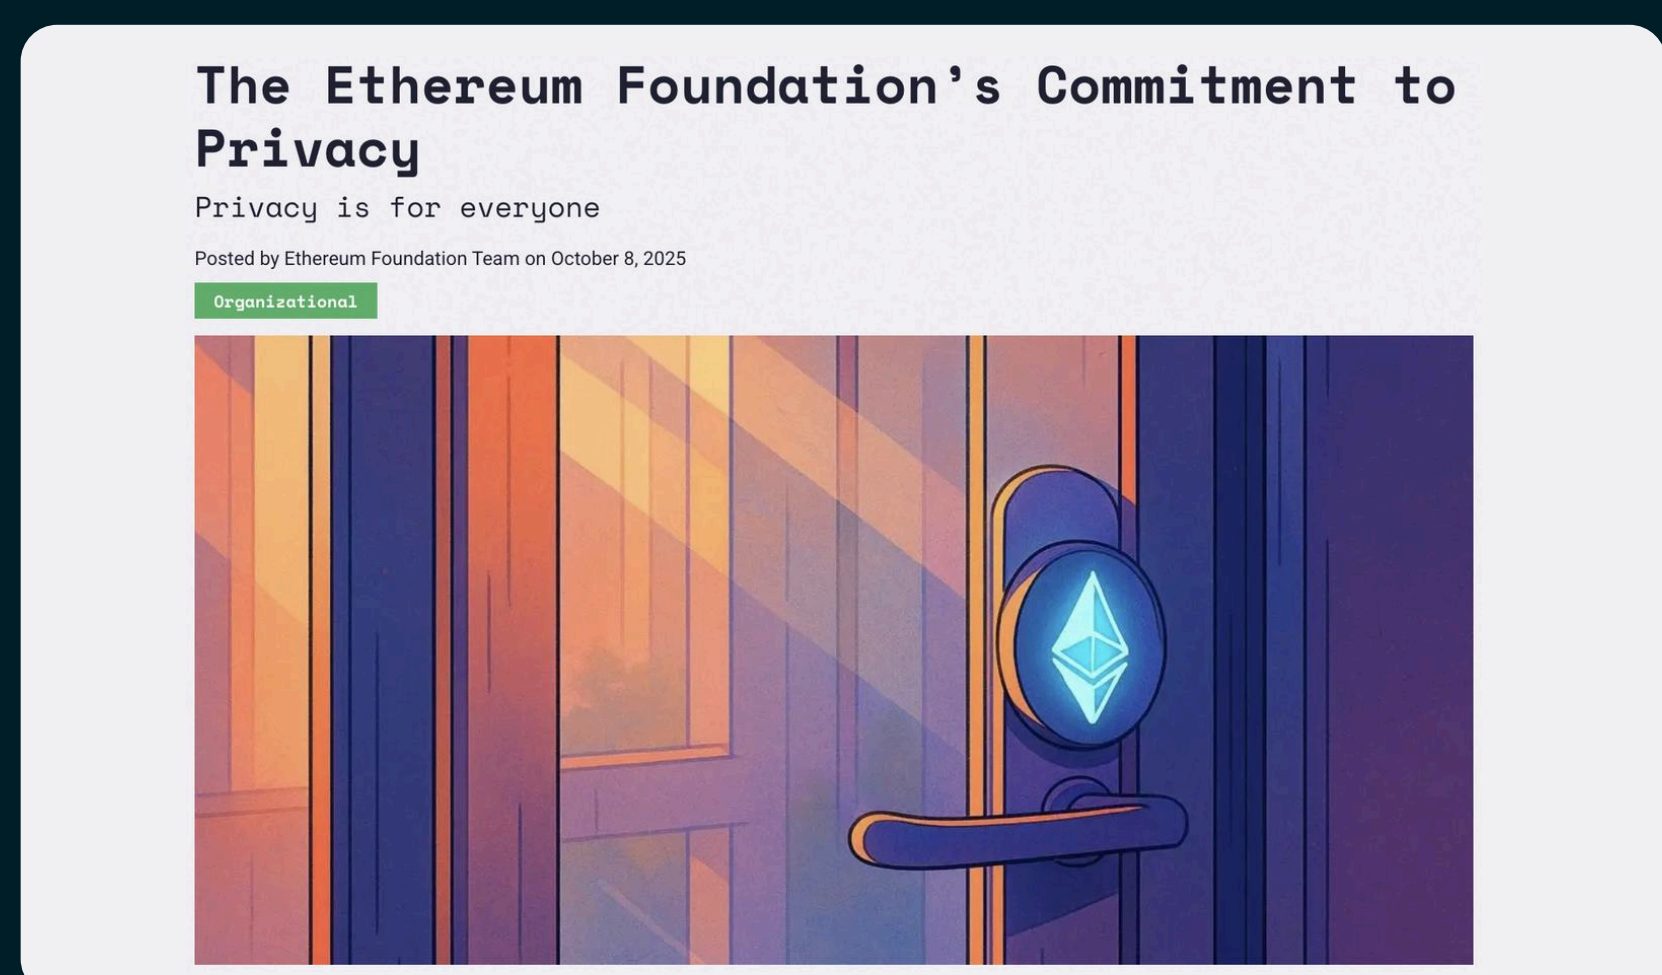 The Ethereum Foundation’s Commitment to
Privacy
Privacy is for everyone
Posted by Ethereum Foundation Team on October 8, 2025
Organizational